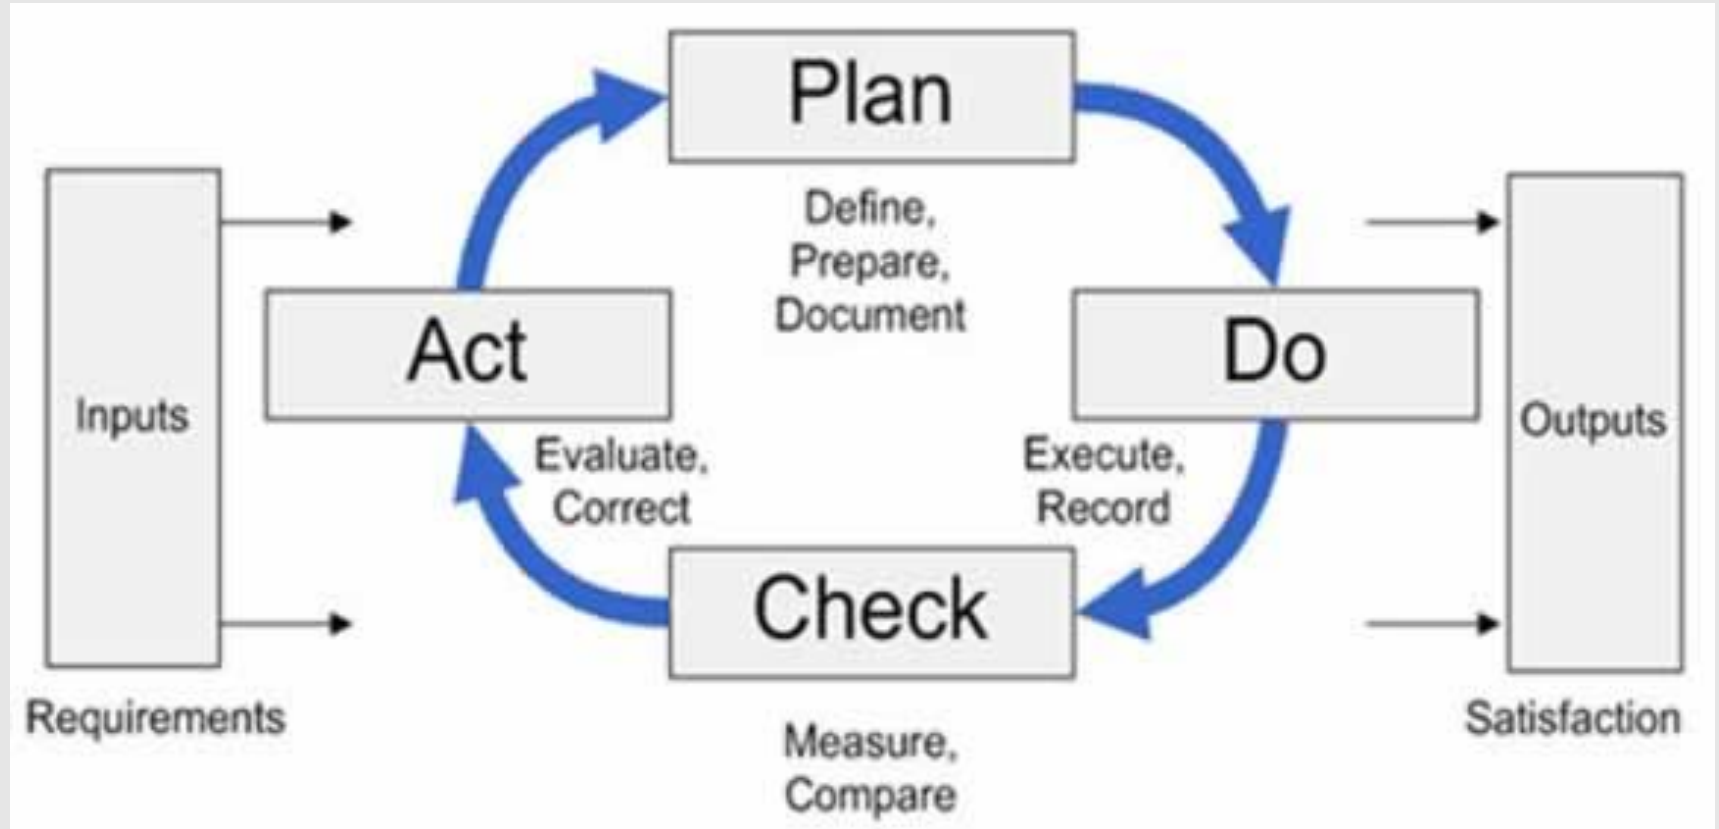 Plan
Define,
Prepare,
Document
Inputs
Act
Do
Outputs
Evaluate,
Correct
Execute,
Record
Check
Requirements
Satisfaction
Measure,
Compare